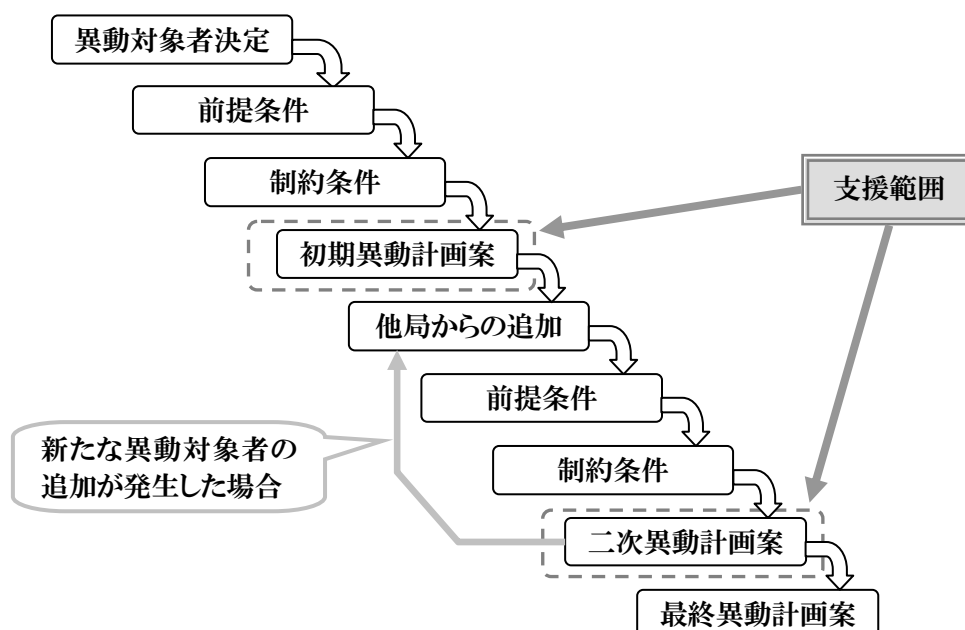 異動対象者決定
前提条件
制約条件
支援範囲
初期異動計画案
他局からの追加
前提条件
新たな異動対象者の
追加が発生した場合
制約条件
二次異動計画案
最終異動計画案